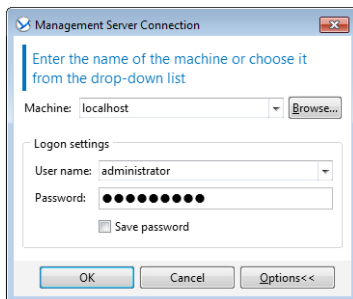 Management Server Connection
Enter the name of the machine or choose it
from the drop-down list
Machine: localhost Browse...
Logon settings
User name: administrator
Password: ●●●●●●●●●
Save password
OK Cancel Options<<